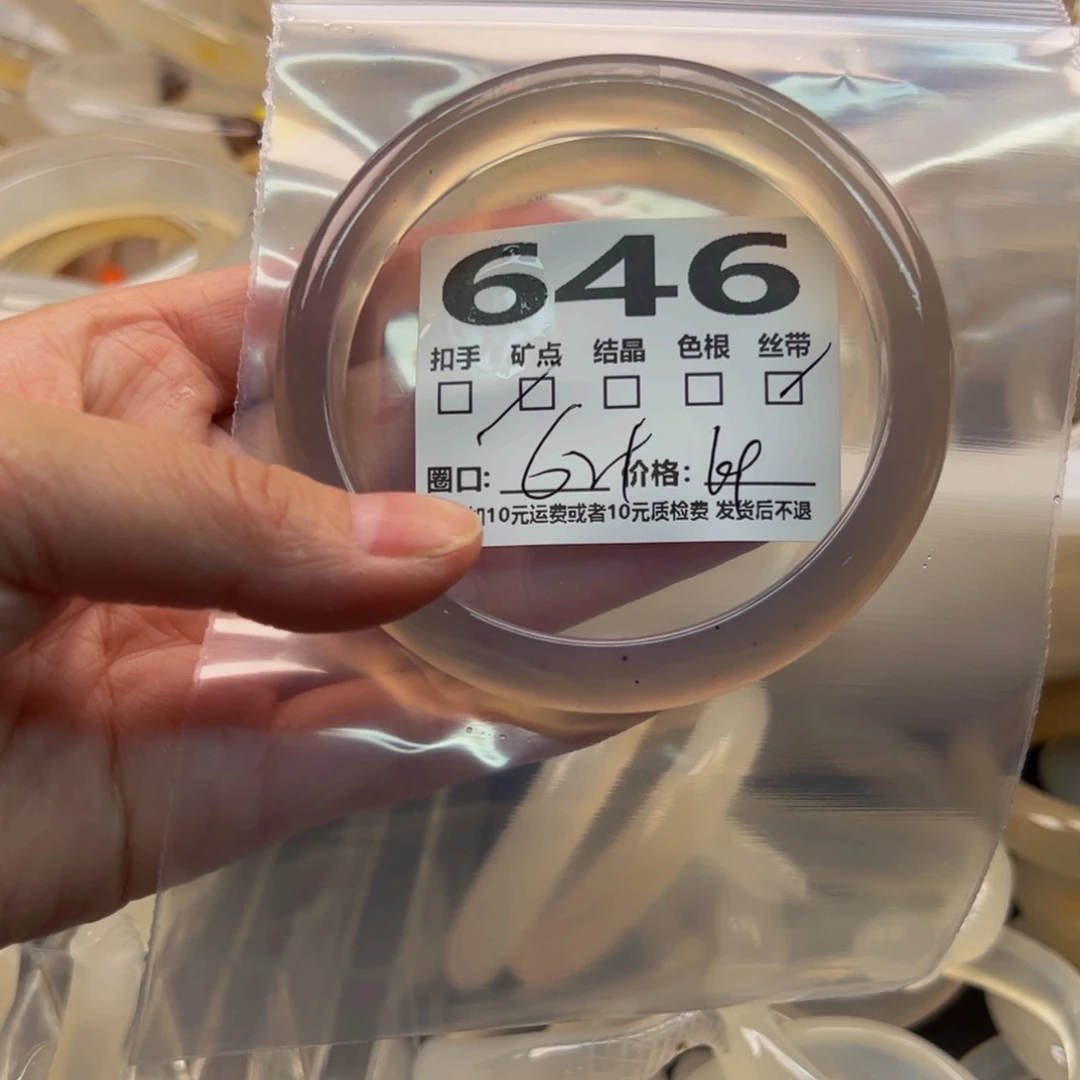 646
扣手 矿点 结晶 色根 丝带
圈口: 价格:
10元运费或者10元质检费 发货后不退